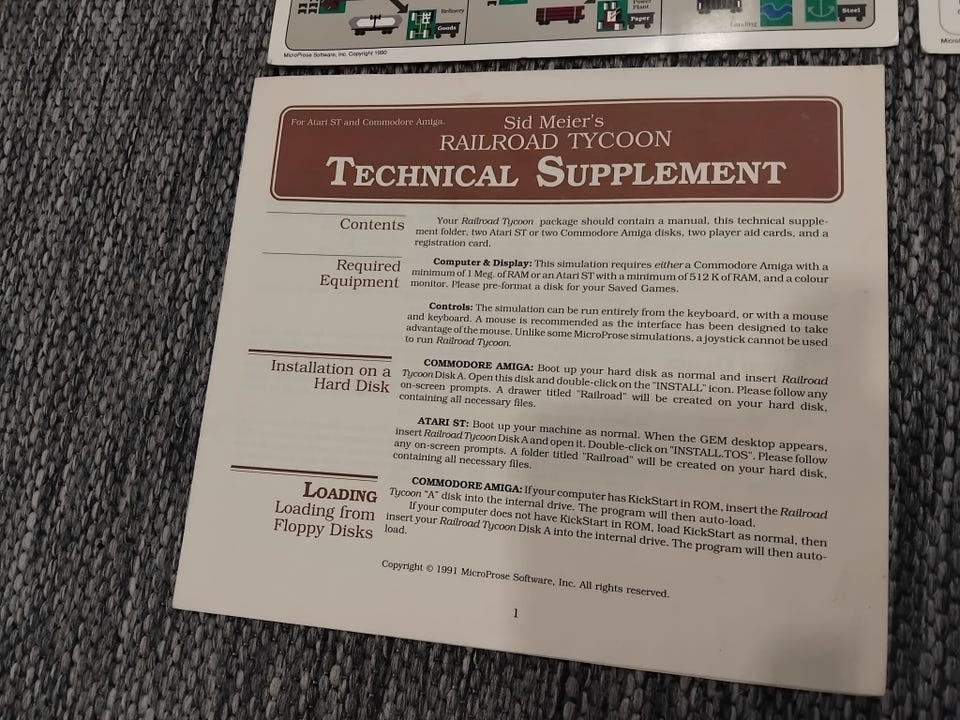 Refinery
Goods
Power
Plant
Paper
Loading
Steel
MicroProse Software, Inc. Copyright 1990
For Atari ST and Commodore Amiga.
Sid Meier's
RAILROAD TYCOON
TECHNICAL SUPPLEMENT
Contents
Your Railroad Tycoon package should contain a manual, this technical supple-
ment folder, two Atari ST or two Commodore Amiga disks, two player aid cards, and a
registration card.
Required
Equipment
Computer & Display: This simulation requires either a Commodore Amiga with a
minimum of 1 Meg. of RAM or an Atari ST with a minimum of 512 K of RAM, and a colour
monitor. Please pre-format a disk for your Saved Games.
Controls: The simulation can be run entirely from the keyboard, or with a mouse
and keyboard. A mouse is recommended as the interface has been designed to take
advantage of the mouse. Unlike some MicroProse simulations, a joystick cannot be used
to run Railroad Tycoon.
Installation on a
Hard Disk
COMMODORE AMIGA: Boot up your hard disk as normal and insert Railroad
Tycoon Disk A. Open this disk and double-click on the "INSTALL" icon. Please follow any
on-screen prompts. A drawer titled "Railroad" will be created on your hard disk,
containing all necessary files.
ATARI ST: Boot up your machine as normal. When the GEM desktop appears,
insert Railroad Tycoon Disk A and open it. Double-click on "INSTALL.TOS". Please follow
any on-screen prompts. A folder titled "Railroad" will be created on your hard disk,
containing all necessary files.
LOADING
Loading from
Floppy Disks
COMMODORE AMIGA: If your computer has KickStart in ROM, insert the Railroad
Tycoon "A" disk into the internal drive. The program will then auto-load.
If your computer does not have KickStart in ROM, load KickStart as normal, then
insert your Railroad Tycoon Disk A into the internal drive. The program will then auto-
load.
Copyright © 1991 MicroProse Software, Inc. All rights reserved.
1